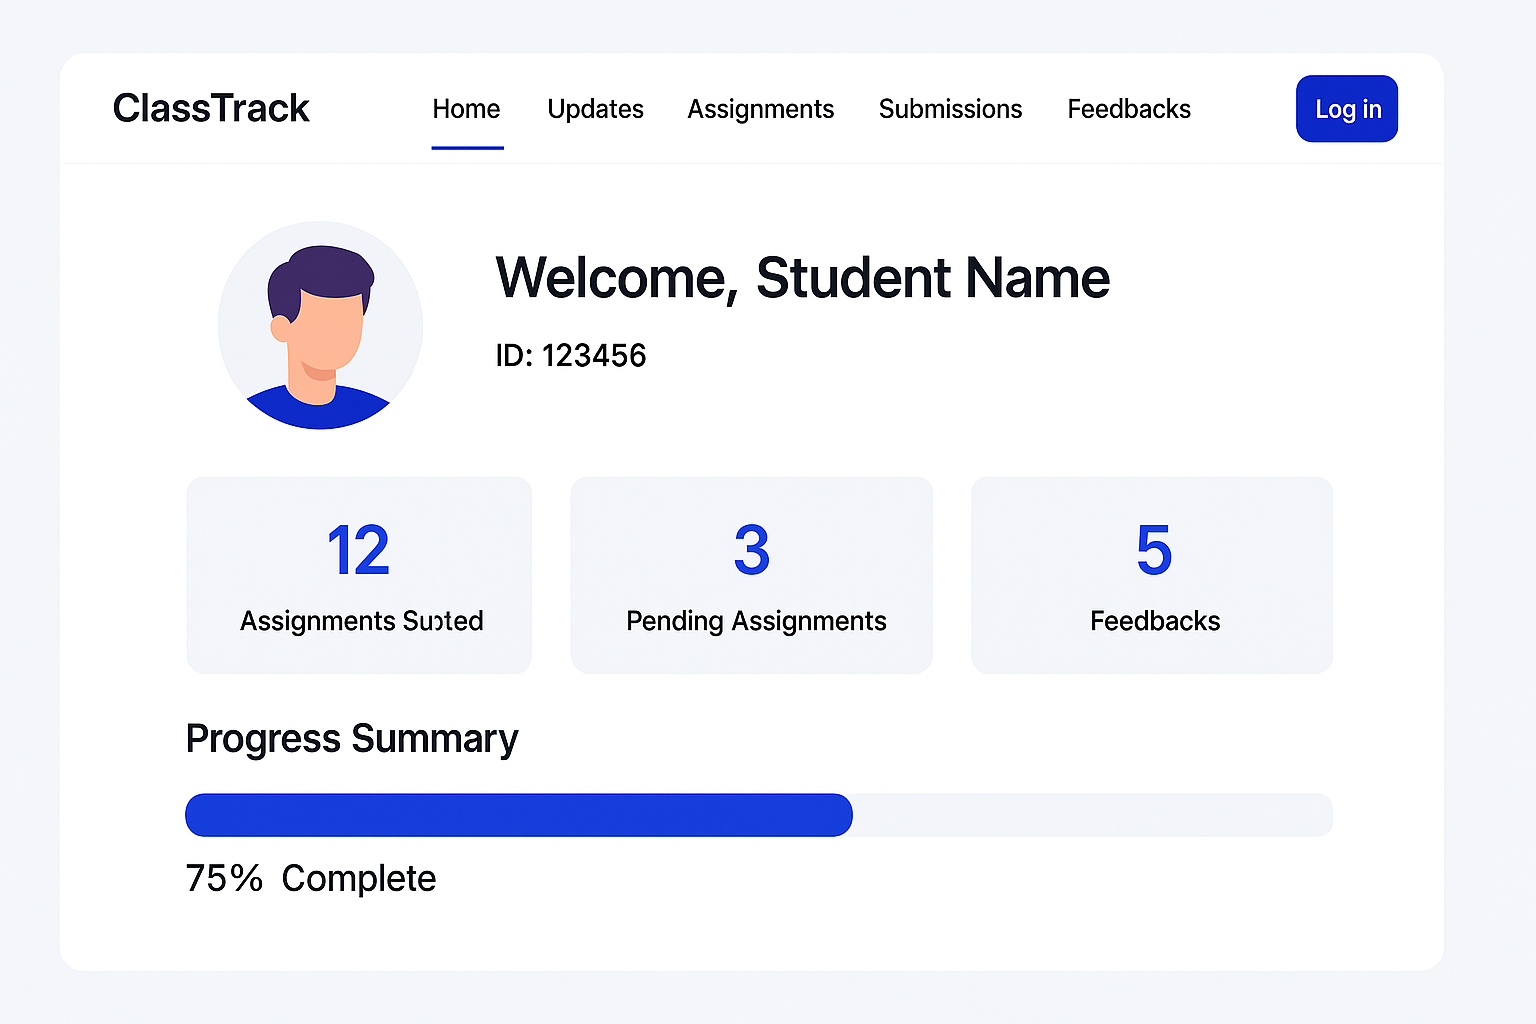 ClassTrack Home Updates Assignments Submissions Feedbacks Log in
Welcome, Student Name
ID: 123456
12 3 5
Assignments Pending Assignments Feedbacks
Progress Summary
75% Complete